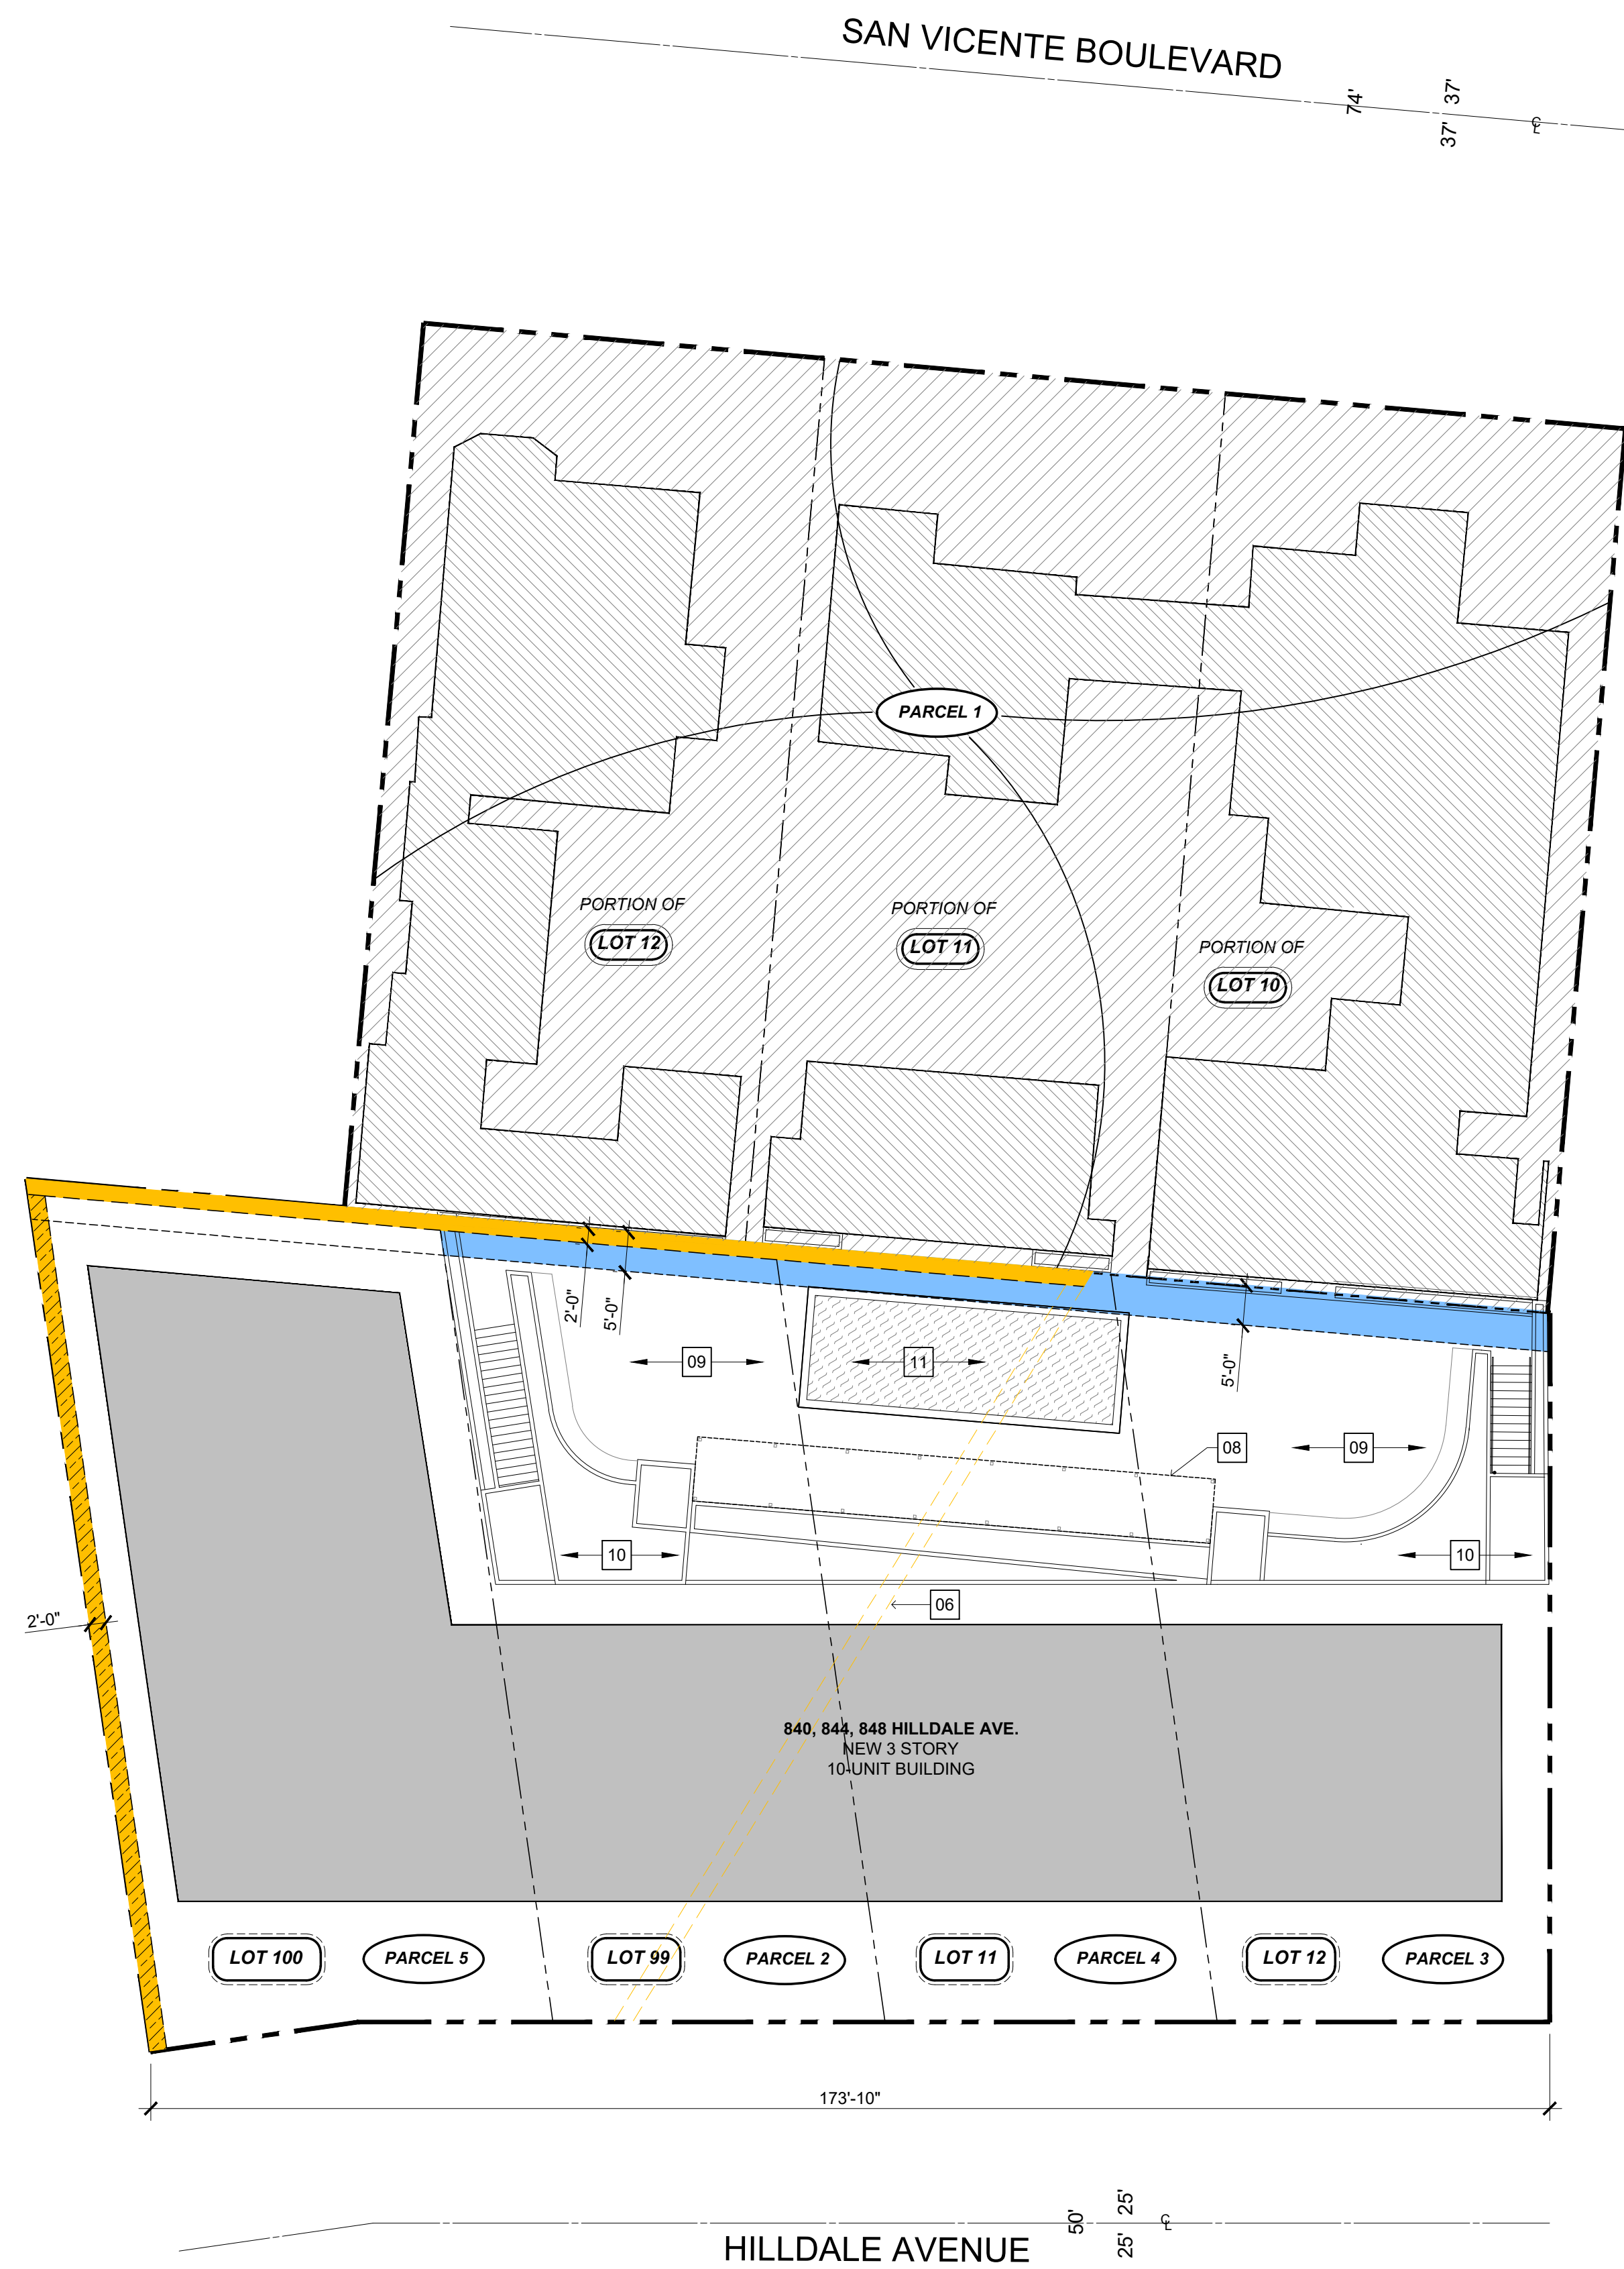 SAN VICENTE BOULEVARD
74'
37'
37'
CL
PARCEL 1
PORTION OF
LOT 12
PORTION OF
LOT 11
PORTION OF
LOT 10
2'-0"
5'-0"
5'-0"
09
11
08
09
10
10
06
2'-0"
840, 844, 848 HILLDALE AVE.
NEW 3 STORY
10-UNIT BUILDING
LOT 100
PARCEL 5
LOT 99
PARCEL 2
LOT 11
PARCEL 4
LOT 12
PARCEL 3
173'-10"
50'
25'
25'
CL
HILLDALE AVENUE